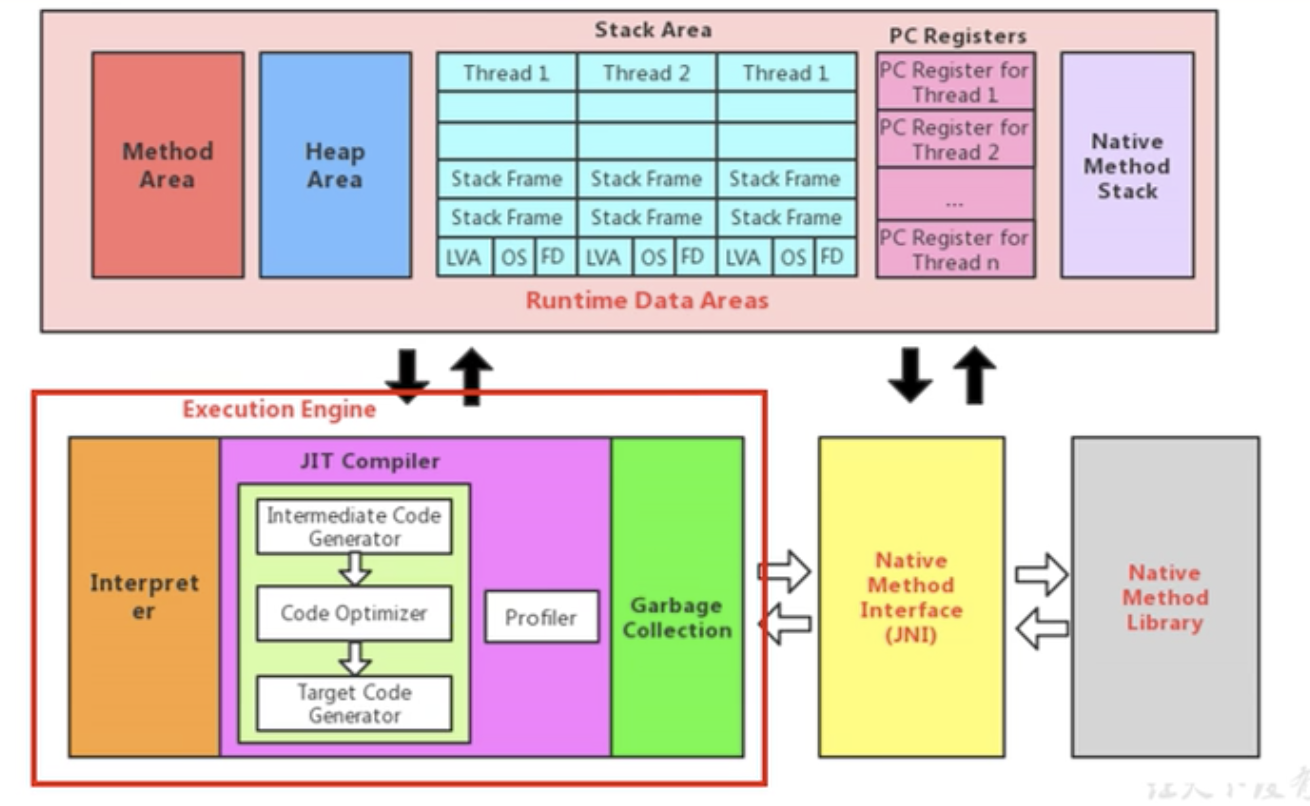 Stack Area
PC Registers
Method
Area
Heap
Area
Thread 1
Thread 2
Thread 1
Stack Frame
Stack Frame
Stack Frame
Stack Frame
Stack Frame
Stack Frame
LVA
OS
FD
LVA
OS
FD
LVA
OS
FD
PC Register for
Thread 1
PC Register for
Thread 2
...
PC Register for
Thread n
Native
Method
Stack
Runtime Data Areas
Execution Engine
Interpret
er
JIT Compiler
Intermediate Code
Generator
Code Optimizer
Target Code
Generator
Profiler
Garbage
Collection
Native
Method
Interface
(JNI)
Native
Method
Library